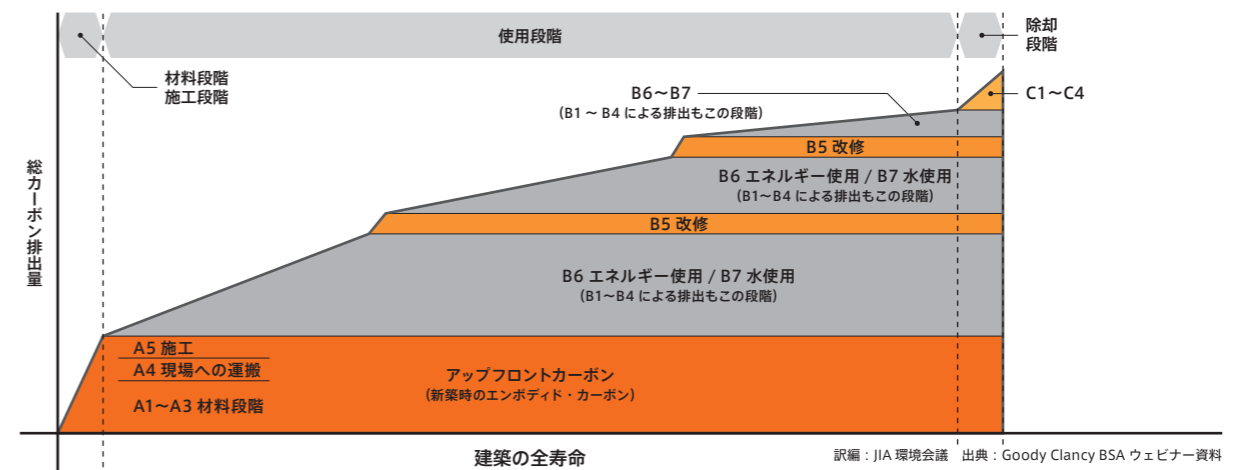 使用段階
除却
段階
材料段階
施工段階
B6〜B7
(B1 〜 B4 による排出もこの段階)
C1〜C4
B5 改修
B6 エネルギー使用 / B7 水使用
(B1〜B4 による排出もこの段階)
B5 改修
B6 エネルギー使用 / B7 水使用
(B1〜B4 による排出もこの段階)
総カーボン排出量
A5 施工
A4 現場への運搬
A1〜A3 材料段階
アップフロントカーボン
(新築時のエンボディド・カーボン)
建築の全寿命
訳編：JIA 環境会議　出典：Goody Clancy BSA ウェビナー資料